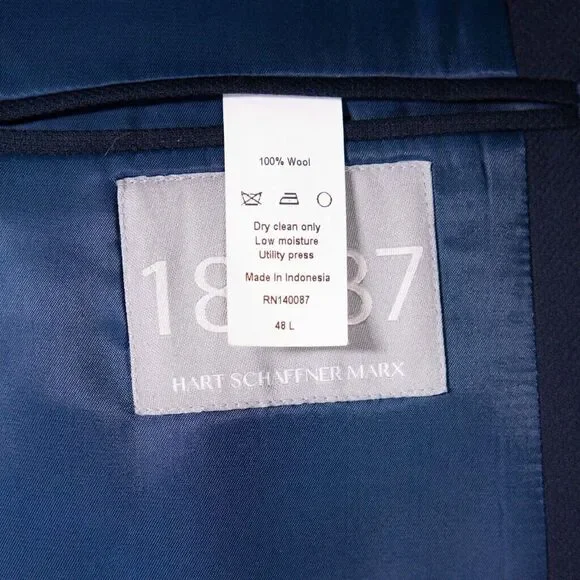 100% Wool
Dry clean only
Low moisture
Utility press
Made In Indonesia
RN140087
48 L
18 87
HART SCHAFFNER MARX